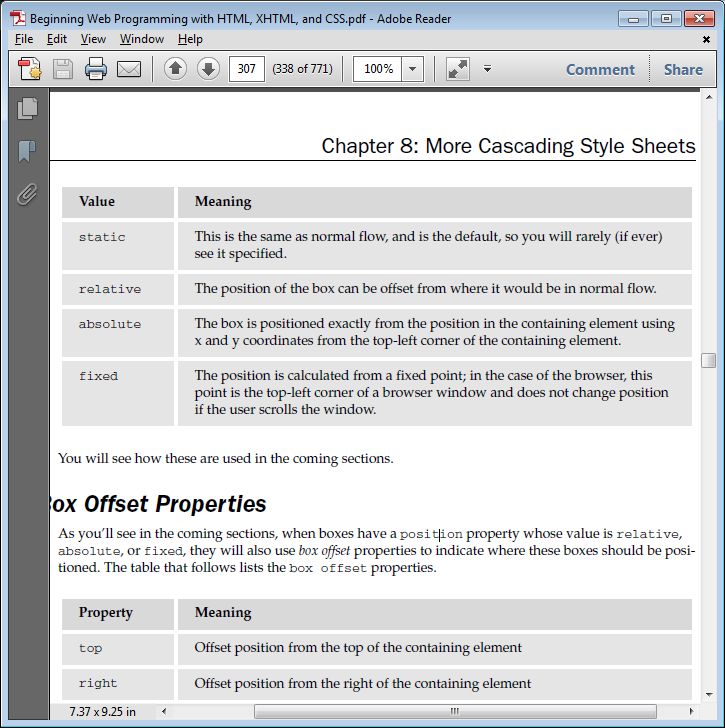 Beginning Web Programming with HTML, XHTML, and CSS.pdf - Adobe Reader
File Edit View Window Help
307 (338 of 771) 100% Comment Share
Chapter 8: More Cascading Style Sheets
Value Meaning
static This is the same as normal flow, and is the default, so you will rarely (if ever)
see it specified.
relative The position of the box can be offset from where it would be in normal flow.
absolute The box is positioned exactly from the position in the containing element using
x and y coordinates from the top-left corner of the containing element.
fixed The position is calculated from a fixed point; in the case of the browser, this
point is the top-left corner of a browser window and does not change position
if the user scrolls the window.
You will see how these are used in the coming sections.
Box Offset Properties
As you'll see in the coming sections, when boxes have a position property whose value is relative,
absolute, or fixed, they will also use box offset properties to indicate where these boxes should be posi-
tioned. The table that follows lists the box offset properties.
Property Meaning
top Offset position from the top of the containing element
right Offset position from the right of the containing element
7.37 x 9.25 in